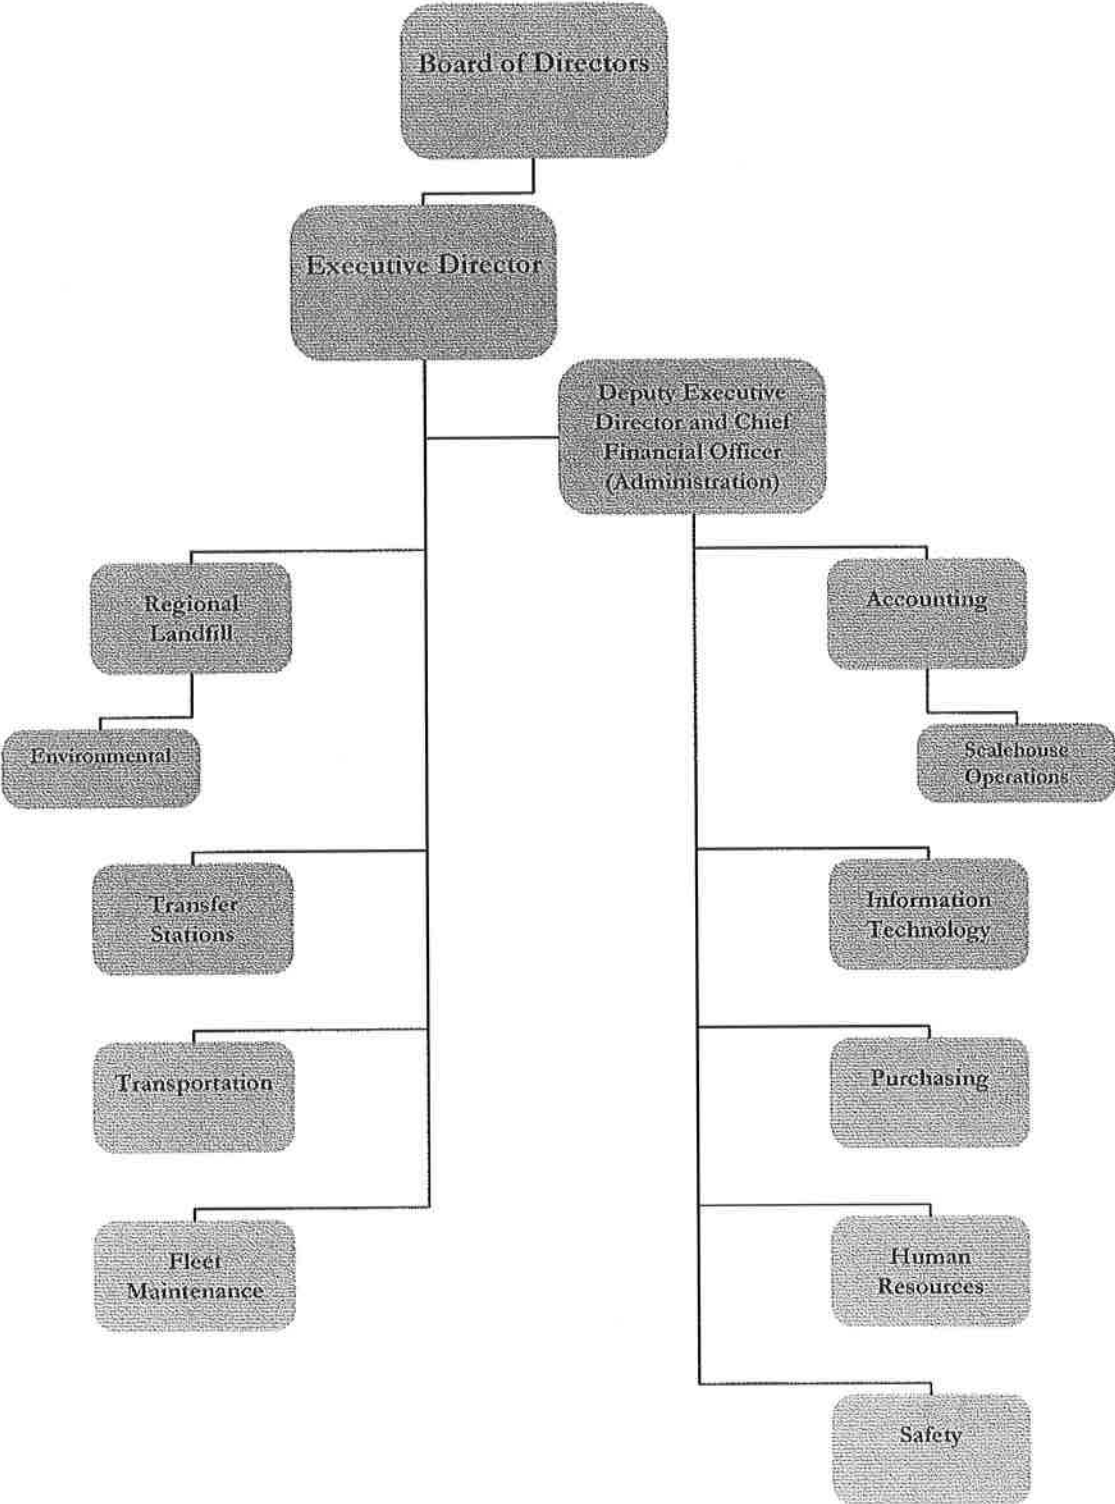 Board of Directors
Executive Director
Deputy Executive
Director and Chief
Financial Officer
(Administration)
Regional
Landfill
Accounting
Environmental
Scalehouse
Operations
Transfer
Stations
Information
Technology
Transportation
Purchasing
Fleet
Maintenance
Human
Resources
Safety